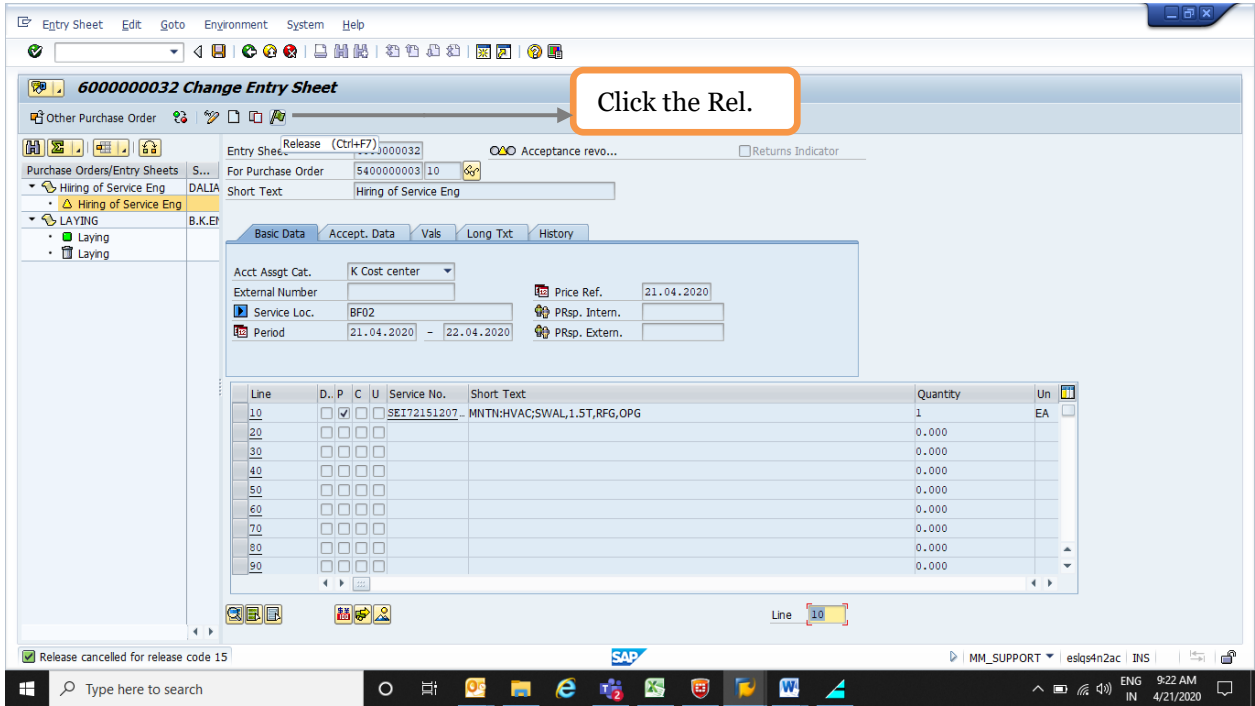 Entry Sheet Edit Goto Environment System Help
6000000032 Change Entry Sheet
Click the Rel.
Other Purchase Order
Release (Ctrl+F7)
Entry Sheet 000000032 Acceptance revo... Returns Indicator
Purchase Orders/Entry Sheets S...
For Purchase Order 5400000003 10
Hiring of Service Eng DALIA
Short Text Hiring of Service Eng
Hiring of Service Eng
LAYING B.K.EN
Laying
Laying
Basic Data Accept. Data Vals Long Txt History
Acct Assgt Cat. K Cost center
External Number Price Ref. 21.04.2020
Service Loc. BF02 PRsp. Intern.
Period 21.04.2020 - 22.04.2020 PRsp. Extern.
Line D.. P C U Service No. Short Text Quantity Un
10 SEI72151207... MNTN:HVAC;SWAL,1.5T,RFG,OPG 1 EA
20 0.000
30 0.000
40 0.000
50 0.000
60 0.000
70 0.000
80 0.000
90 0.000
Line 10
Release cancelled for release code 15 SAP MM_SUPPORT eslqs4n2ac INS
Type here to search
ENG 9:22 AM
IN 4/21/2020